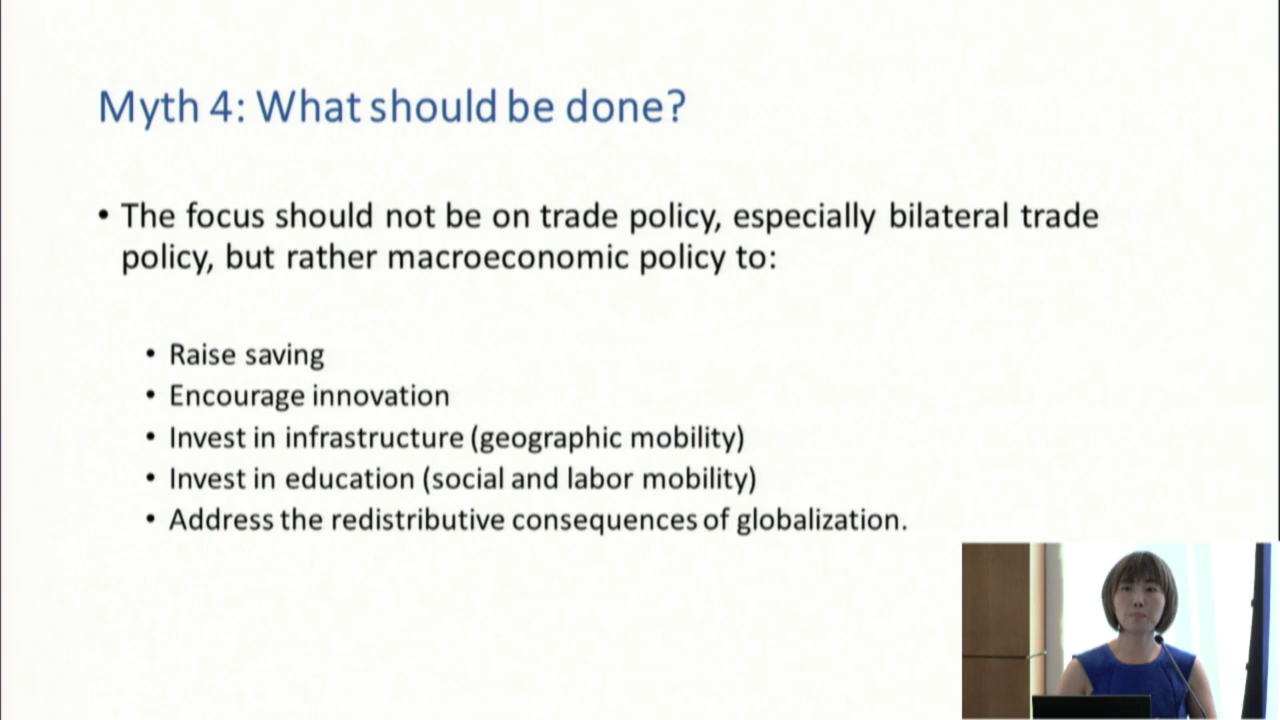 Myth 4: What should be done?
• The focus should not be on trade policy, especially bilateral trade
policy, but rather macroeconomic policy to:
• Raise saving
• Encourage innovation
• Invest in infrastructure (geographic mobility)
• Invest in education (social and labor mobility)
• Address the redistributive consequences of globalization.